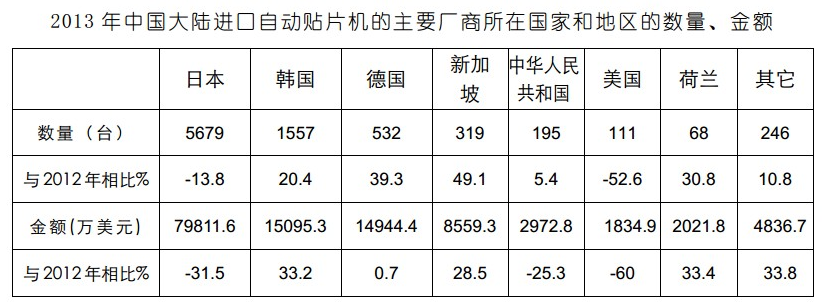 2013年中国大陆进口自动贴片机的主要厂商所在国家和地区的数量、金额
日本 韩国 德国 新加坡 中华人民共和国 美国 荷兰 其它
数量（台） 5679 1557 532 319 195 111 68 246
与2012年相比% -13.8 20.4 39.3 49.1 5.4 -52.6 30.8 10.8
金额(万美元) 79811.6 15095.3 14944.4 8559.3 2972.8 1834.9 2021.8 4836.7
与2012年相比% -31.5 33.2 0.7 28.5 -25.3 -60 33.4 33.8